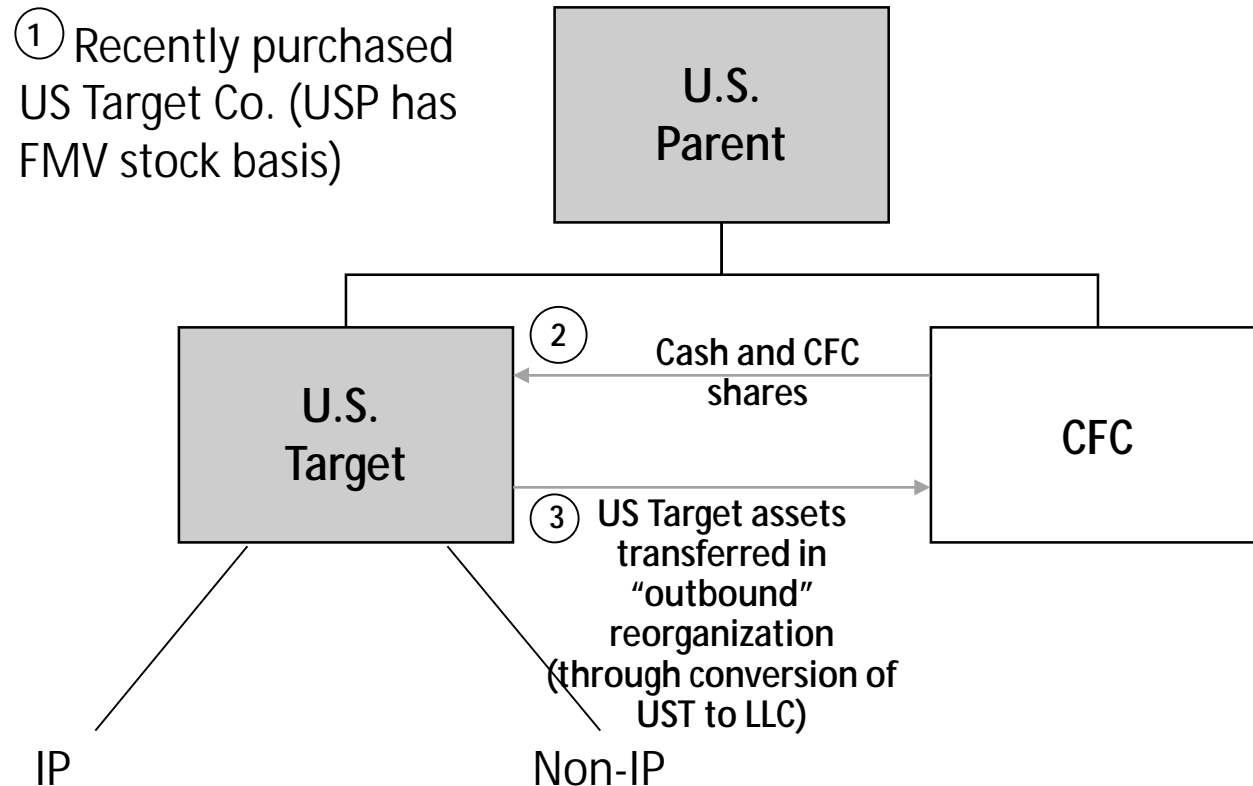 1 Recently purchased
US Target Co. (USP has
FMV stock basis)
U.S.
Parent
2
Cash and CFC
shares
U.S.
Target
CFC
3 US Target assets
transferred in
“outbound”
reorganization
(through conversion of
UST to LLC)
IP
Non-IP